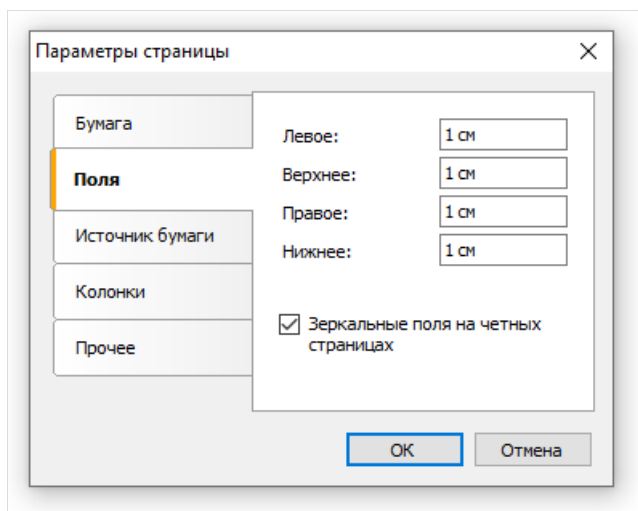 Параметры страницы
Бумага
Поля
Источник бумаги
Колонки
Прочее
Левое: 1 см
Верхнее: 1 см
Правое: 1 см
Нижнее: 1 см
Зеркальные поля на четных
страницах
ОК
Отмена